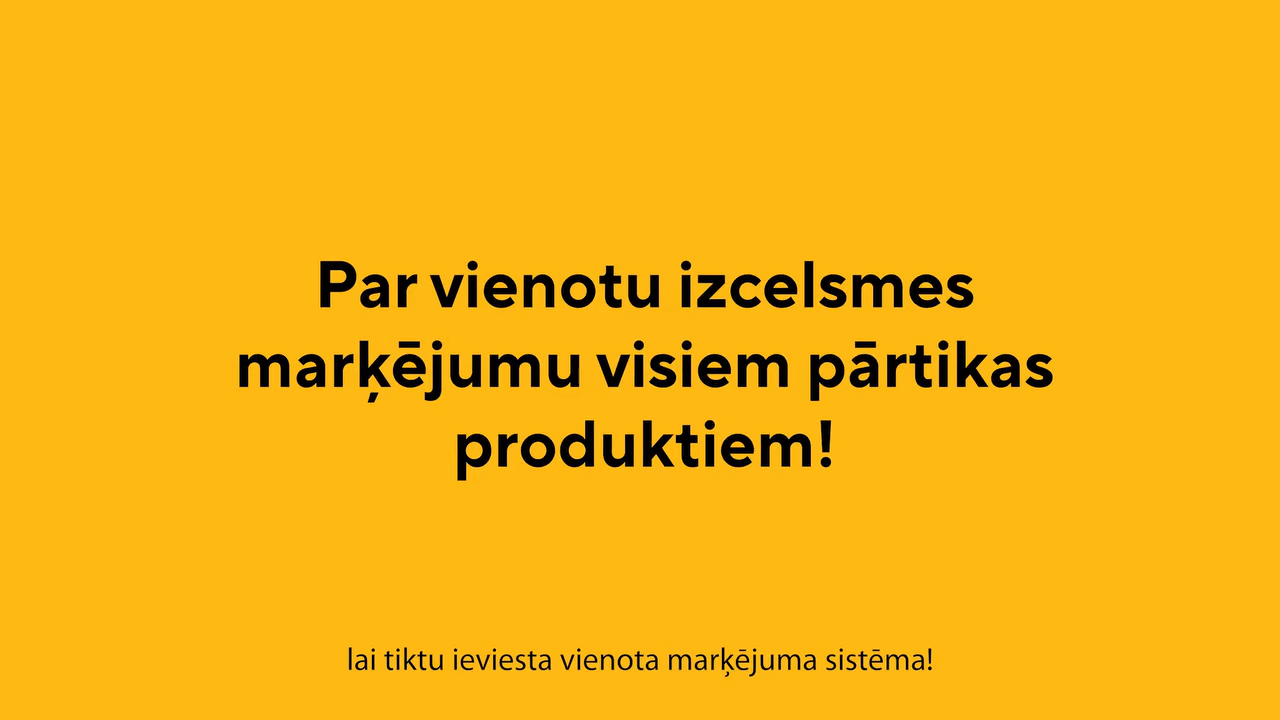 Par vienotu izcelsmes
marķējumu visiem pārtikas
produktiem!
lai tiktu ieviesta vienota marķējuma sistēma!